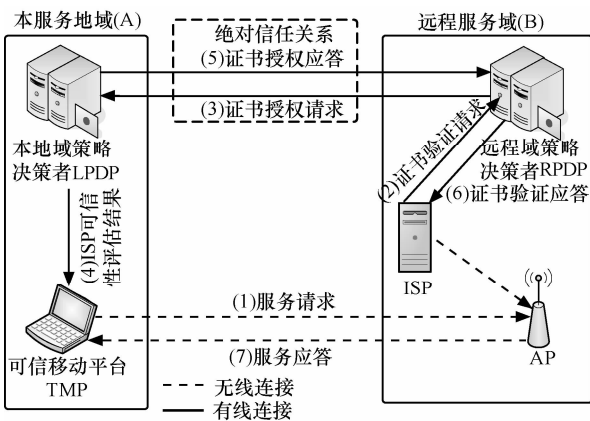 本服务地域(A)
远程服务域(B)
绝对信任关系
(5)证书授权应答
(3)证书授权请求
本地域策略
决策者LPDP
远程域策略
决策者RPDP
(2)证书验证请求
(6)证书验证应答
(4)ISP可信
性评估结果
ISP
(1)服务请求
AP
(7)服务应答
可信移动平台
TMP
无线连接
有线连接